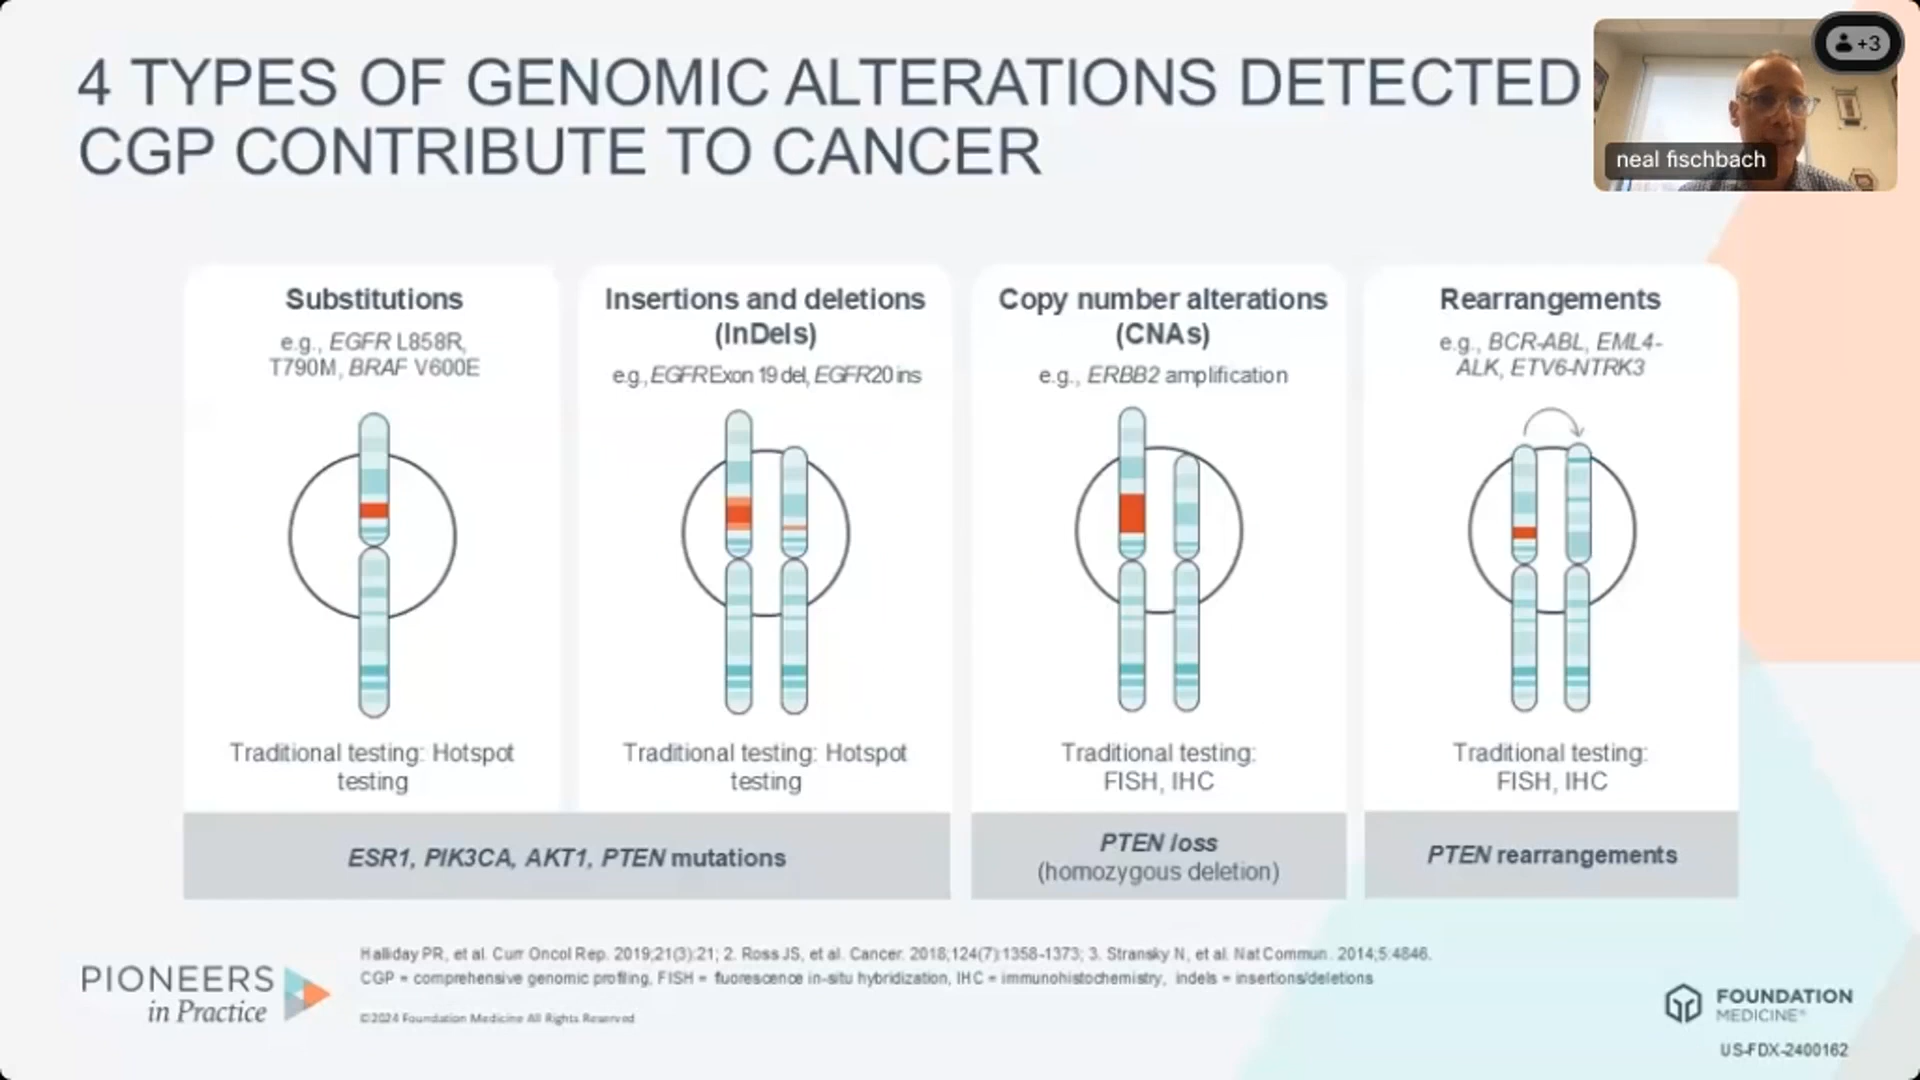 4 TYPES OF GENOMIC ALTERATIONS DETECTED
CGP CONTRIBUTE TO CANCER
+3
neal fischbach
Substitutions
e.g., EGFR L858R,
T790M, BRAF V600E
Traditional testing: Hotspot
testing
Insertions and deletions
(InDels)
e.g., EGFR Exon 19 del, EGFR20 ins
Traditional testing: Hotspot
testing
Copy number alterations
(CNAs)
e.g., ERBB2 amplification
Traditional testing:
FISH, IHC
Rearrangements
e.g., BCR-ABL, EML4-
ALK, ETV6-NTRK3
Traditional testing:
FISH, IHC
ESR1, PIK3CA, AKT1, PTEN mutations
PTEN loss
(homozygous deletion)
PTEN rearrangements
Halliday PR, et al. Curr Oncol Rep. 2019;21(3):21; 2. Ross JS, et al. Cancer. 2018;124(7):1358-1373; 3. Stransky N, et al. Nat Commun. 2014;5:4846.
CGP = comprehensive genomic profiling, FISH = fluorescence in-situ hybridization, IHC = immunohistochemistry, indels = insertions/deletions
©2024 Foundation Medicine All Rights Reserved
PIONEERS
in Practice
FOUNDATION
MEDICINE®
US-FDX-2400162